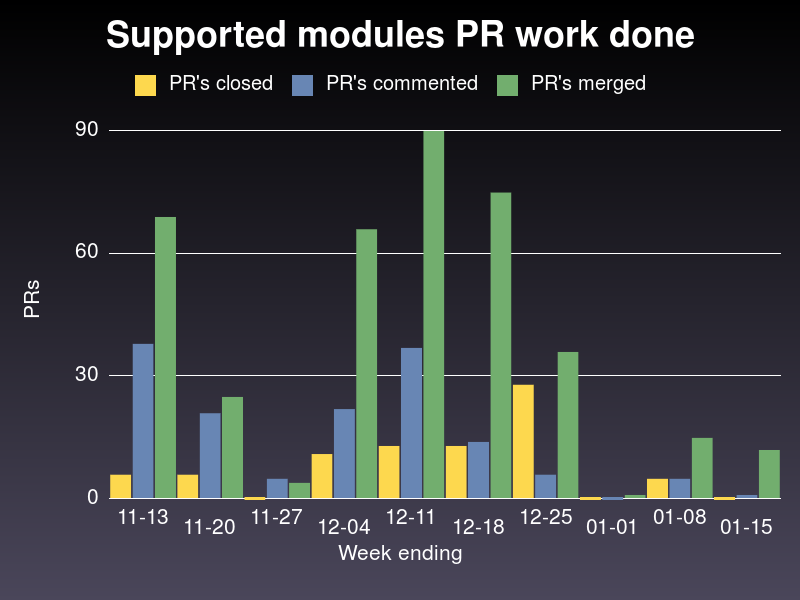 Supported modules PR work done
PR's closed PR's commented PR's merged
90
60
30
0
PRs
11-13 11-20 11-27 12-04 12-11 12-18 12-25 01-01 01-08 01-15
Week ending